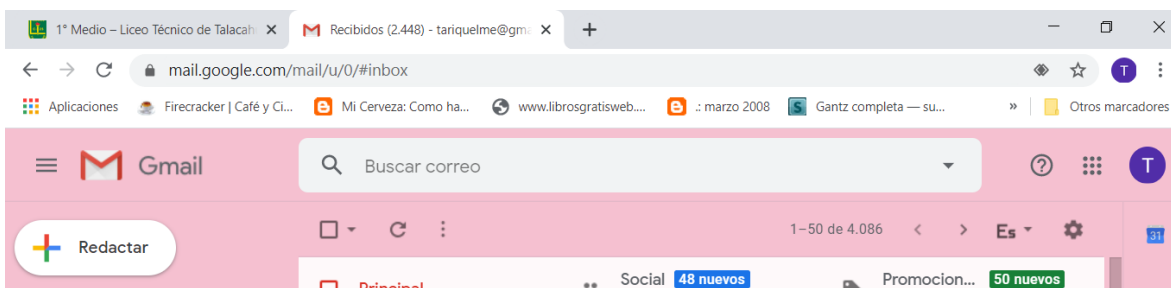 1° Medio – Liceo Técnico de Talacah
Recibidos (2.448) - tariquelme@gma
mail.google.com/mail/u/0/#inbox
T
Aplicaciones Firecracker | Café y Ci... Mi Cerveza: Como ha... www.librosgratisweb.... .: marzo 2008 Gantz completa — su... » Otros marcadores
Gmail Buscar correo T
Redactar 1–50 de 4.086 Es 31
Principal Social 48 nuevos Promocion... 50 nuevos